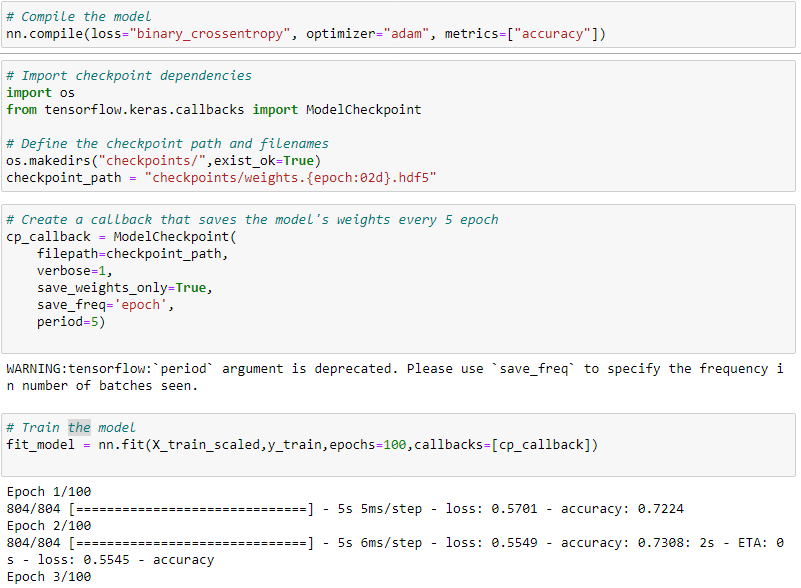 # Compile the model
nn.compile(loss="binary_crossentropy", optimizer="adam", metrics=["accuracy"])
# Import checkpoint dependencies
import os
from tensorflow.keras.callbacks import ModelCheckpoint
# Define the checkpoint path and filenames
os.makedirs("checkpoints/",exist_ok=True)
checkpoint_path = "checkpoints/weights.{epoch:02d}.hdf5"
# Create a callback that saves the model's weights every 5 epoch
cp_callback = ModelCheckpoint(
    filepath=checkpoint_path,
    verbose=1,
    save_weights_only=True,
    save_freq='epoch',
    period=5)
WARNING:tensorflow:`period` argument is deprecated. Please use `save_freq` to specify the frequency i
n number of batches seen.
# Train the model
fit_model = nn.fit(X_train_scaled,y_train,epochs=100,callbacks=[cp_callback])
Epoch 1/100
804/804 [==============================] - 5s 5ms/step - loss: 0.5701 - accuracy: 0.7224
Epoch 2/100
804/804 [==============================] - 5s 6ms/step - loss: 0.5549 - accuracy: 0.7308: 2s - ETA: 0
s - loss: 0.5545 - accuracy
Epoch 3/100